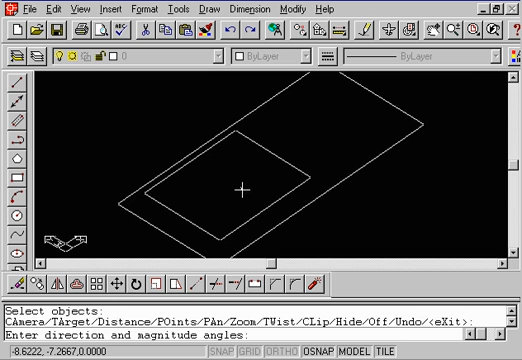 File Edit View Insert Format Tools Draw Dimension Modify Help
ABC
0 ByLayer ByLayer
Select objects:
CAmera/TArget/Distance/POints/PAn/Zoom/TWist/CLip/Hide/Off/Undo/<eXit>:
Enter direction and magnitude angles:
-8.6222, -7.2667,0.0000 SNAP GRID ORTHO OSNAP MODEL TILE